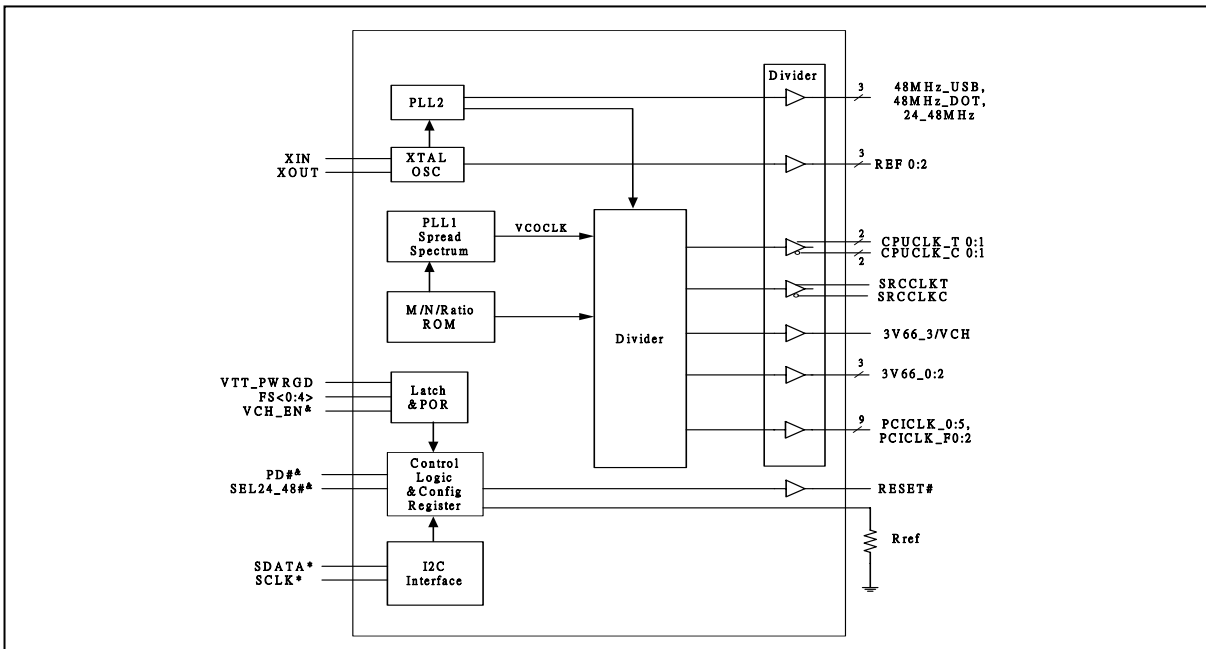 Divider
3
48MHz_USB,
48MHz_DOT,
24_48MHz
PLL2
XIN
XOUT
XTAL
OSC
3
REF 0:2
PLL1
Spread
Spectrum
VCOCLK
2
CPUCLK_T 0:1
CPUCLK_C 0:1
2
SRCCLKT
SRCCLKC
M/N/Ratio
ROM
Divider
3V66_3/VCH
3
3V66_0:2
VTT_PWRGD
FS<0:4>
VCH_EN&
Latch
&POR
9
PCICLK_0:5,
PCICLK_F0:2
PD#&
SEL24_48#&
Control
Logic
&Config
Register
RESET#
Rref
SDATA*
SCLK*
I2C
Interface